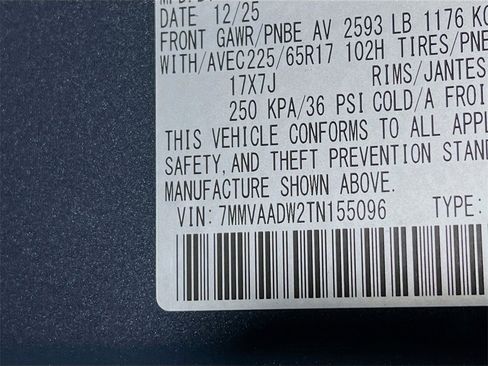 DATE 12/25
FRONT GAWR/PNBE AV 2593 LB 1176 KG
WITH/AVEC225/65R17 102H TIRES/PNE
17X7J RIMS/JANTES
250 KPA/36 PSI COLD/A FROI
THIS VEHICLE CONFORMS TO ALL APPL
SAFETY,AND THEFT PREVENTION STAN
MANUFACTURE SHOWN ABOVE.
VIN: 7MMVAADW2TN155096 TYPE: